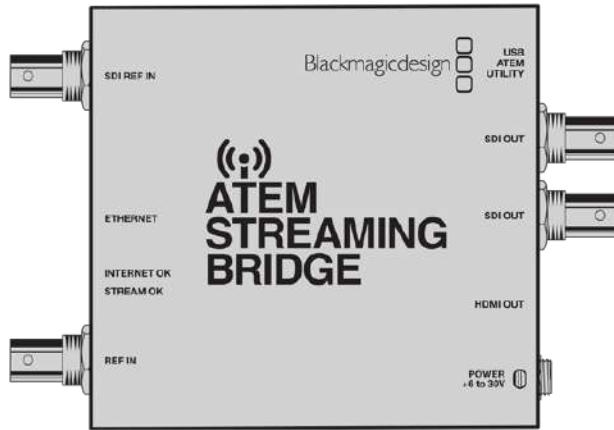 SDI REF IN
Blackmagicdesign
USB
ATEM
UTILITY
SDI OUT
ATEM
STREAMING
BRIDGE
ETHERNET
SDI OUT
INTERNET OK
STREAM OK
HDMI OUT
REF IN
POWER
+6 to 30V